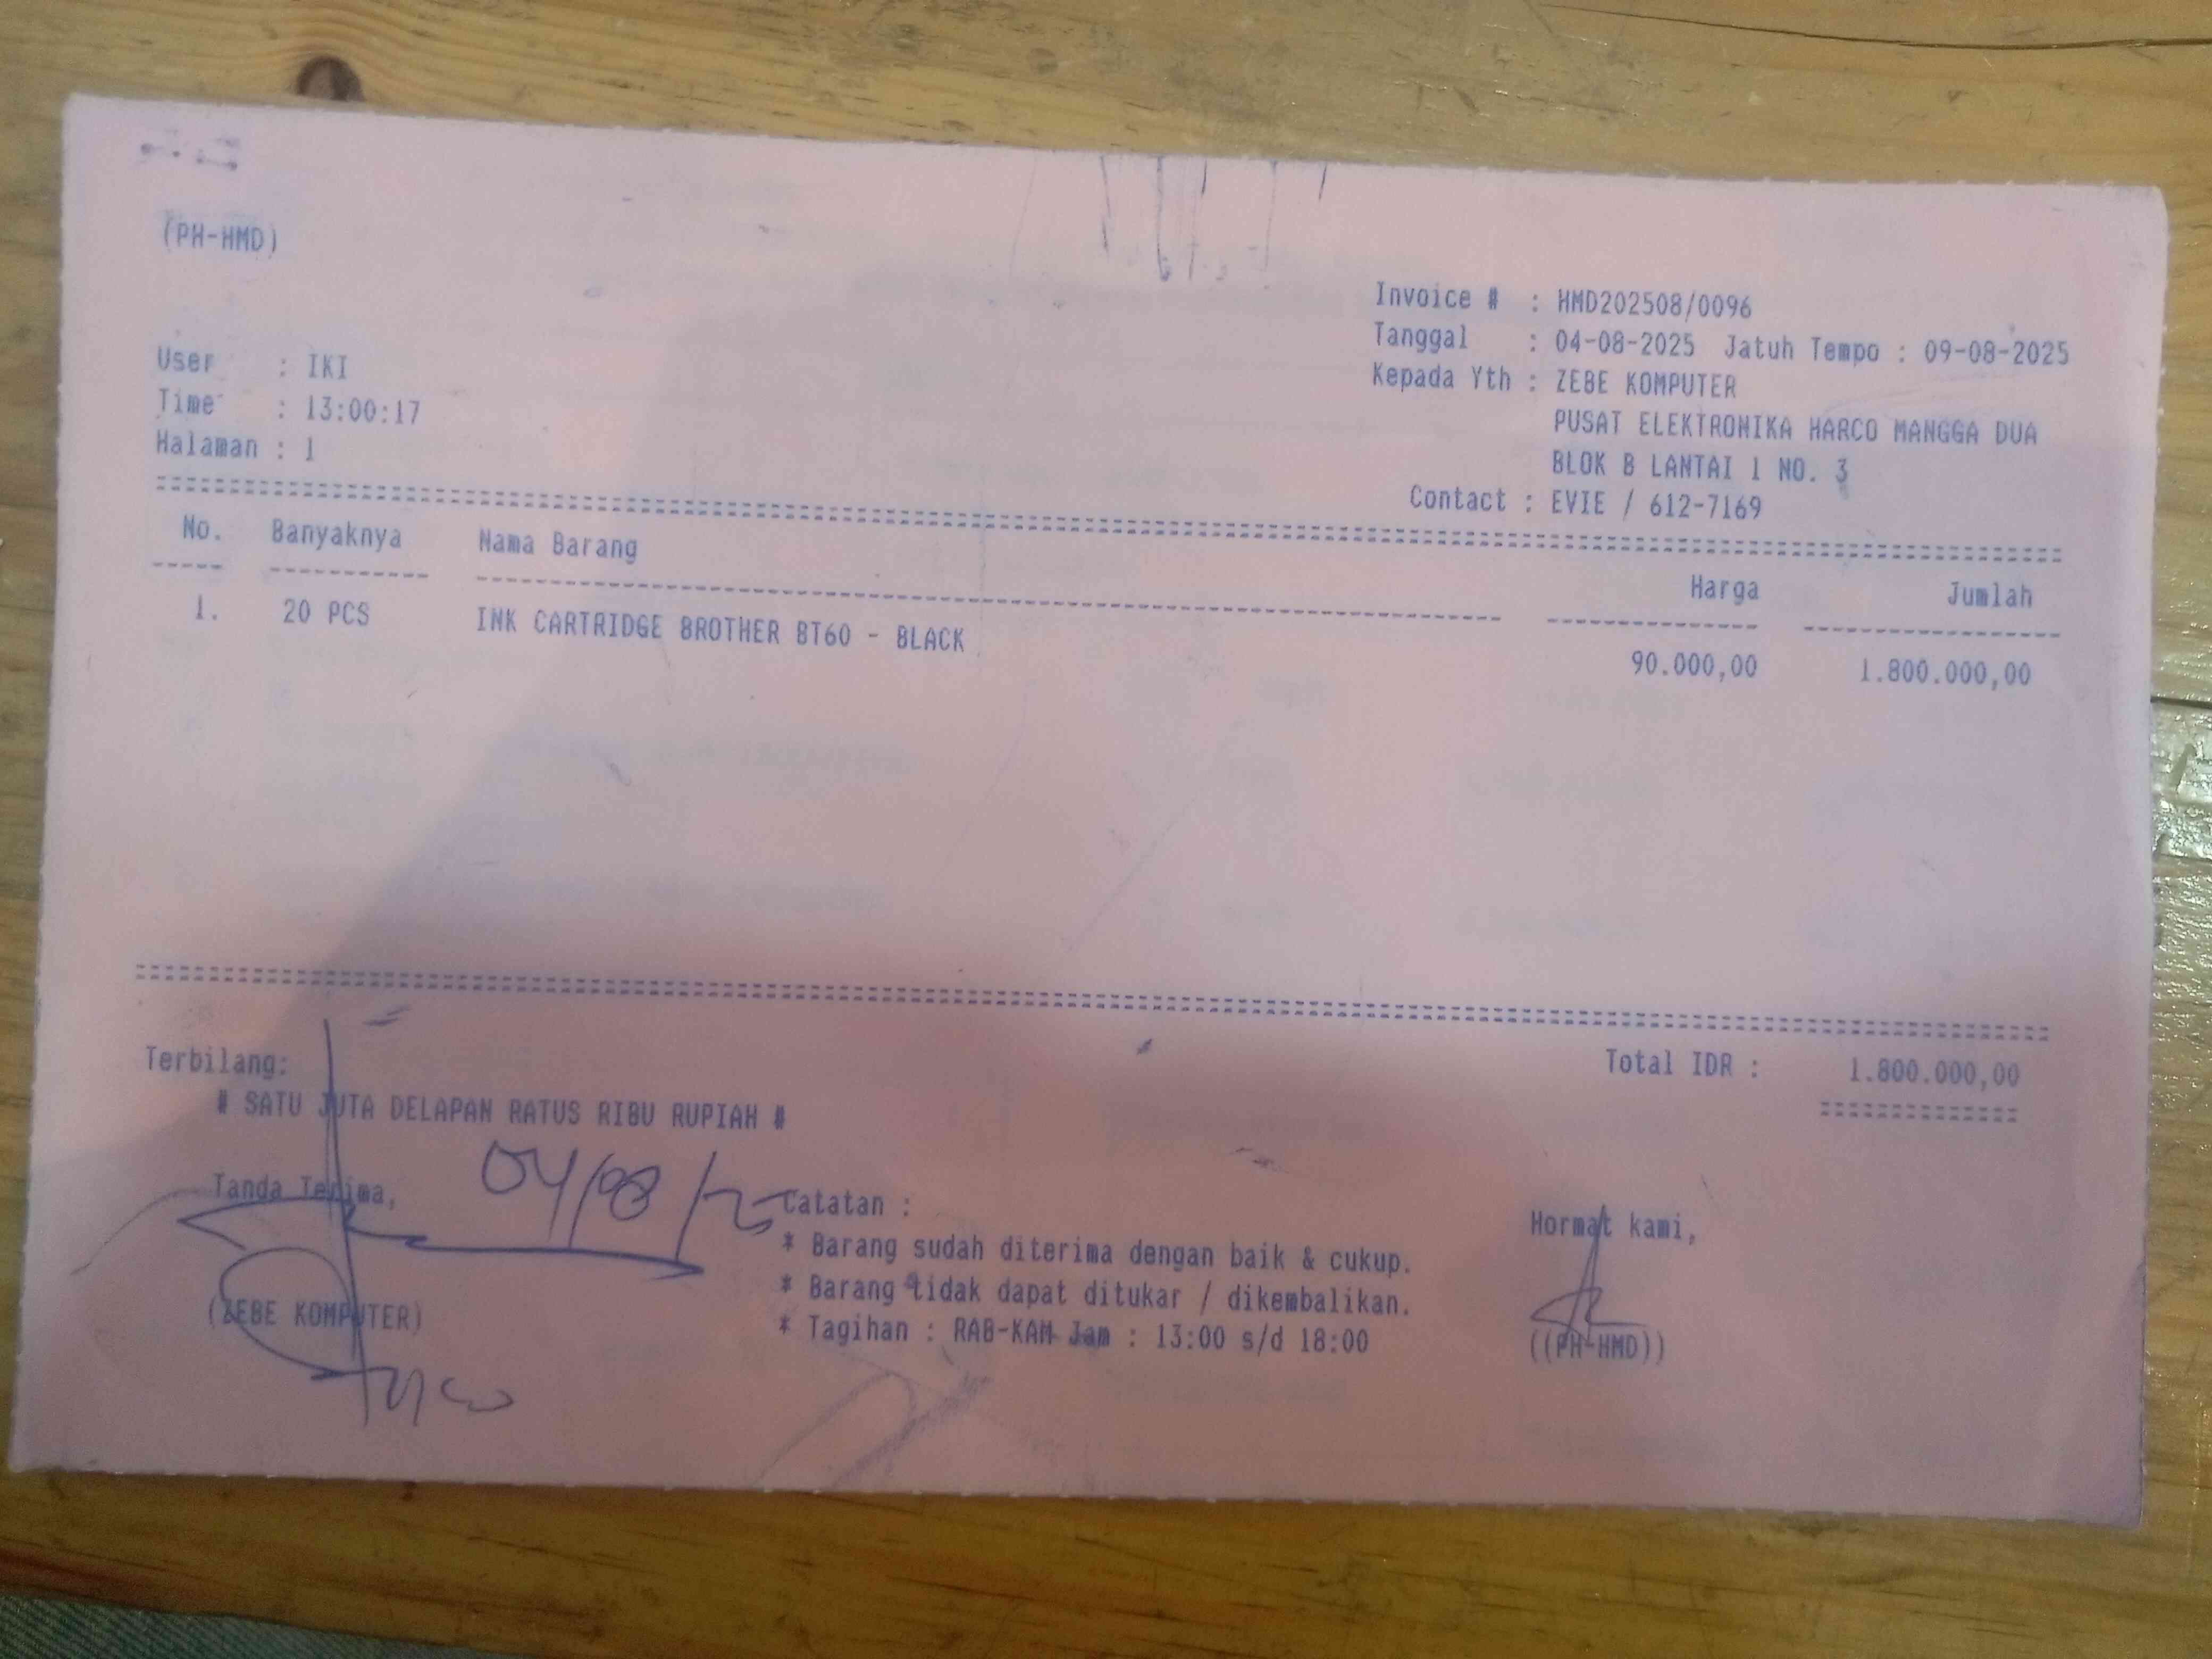 (PH-HMD)
Invoice # : HMD202508/0096
Tanggal : 04-08-2025 Jatuh Tempo : 09-08-2025
Kepada Yth : ZEBE KOMPUTER
PUSAT ELEKTRONIKA HARCO MANGGA DUA
BLOK B LANTAI 1 NO. 3
Contact : EVIE / 612-7169
User : IKI
Time : 13:00:17
Halaman : 1
No. Banyaknya Nama Barang Harga Jumlah
1. 20 PCS INK CARTRIDGE BROTHER BT60 - BLACK 90.000,00 1.800.000,00
Terbilang: Total IDR : 1.800.000,00
# SATU JUTA DELAPAN RATUS RIBU RUPIAH #
Tanda Terima,
04/08/25
(ZEBE KOMPUTER)
Catatan :
* Barang sudah diterima dengan baik & cukup.
* Barang tidak dapat ditukar / dikembalikan.
* Tagihan : RAB-KAM Jam : 13:00 s/d 18:00
Hormat kami,
((PH-HMD))